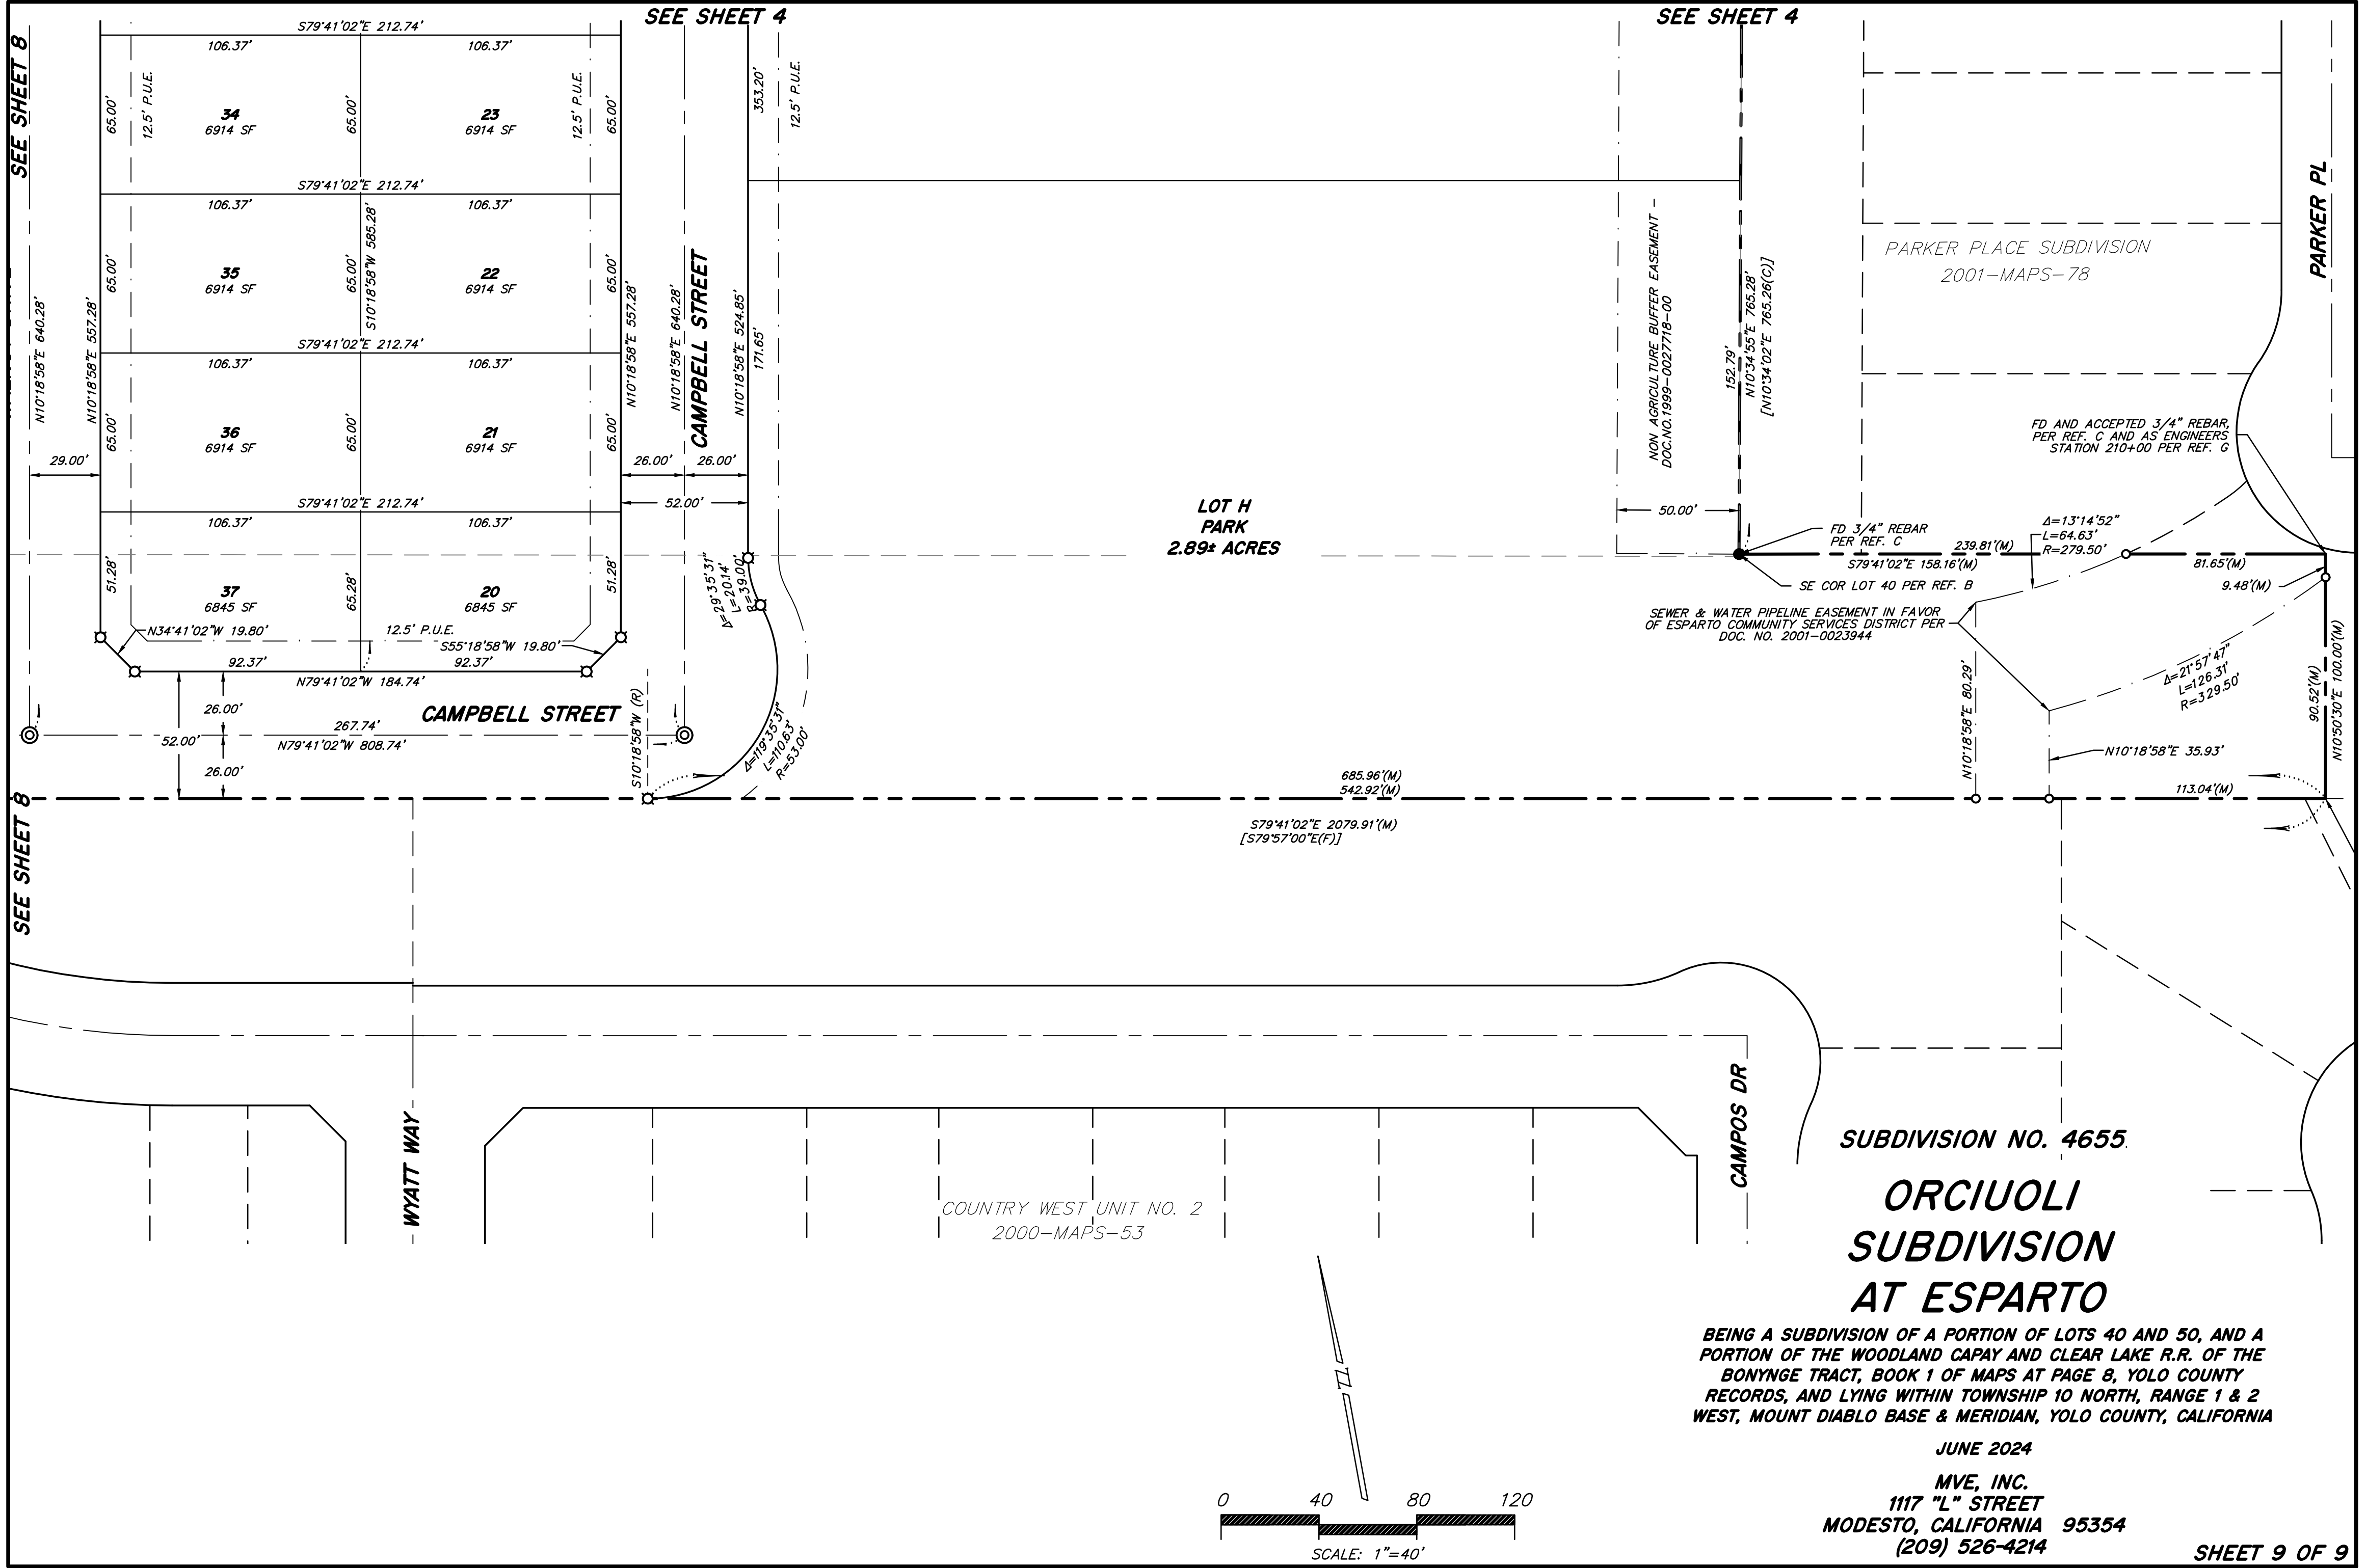 SEE SHEET 4
SEE SHEET 4
SEE SHEET 8
S79°41'02"E 212.74'
106.37'
106.37'
65.00'
12.5' P.U.E.
34
6914 SF
65.00'
23
6914 SF
12.5' P.U.E.
65.00'
353.20'
12.5' P.U.E.
S79°41'02"E 212.74'
106.37'
106.37'
N10°18'58"E 640.28'
N10°18'58"E 557.28'
65.00'
35
6914 SF
65.00'
S10°18'58"W 585.28'
22
6914 SF
65.00'
N10°18'58"E 557.28'
N10°18'58"E 640.28'
CAMPBELL STREET
N10°18'58"E 524.85'
171.65'
S79°41'02"E 212.74'
106.37'
106.37'
65.00'
36
6914 SF
65.00'
21
6914 SF
65.00'
29.00'
26.00'
26.00'
52.00'
S79°41'02"E 212.74'
106.37'
106.37'
51.28'
37
6845 SF
65.28'
20
6845 SF
51.28'
N34°41'02"W 19.80'
12.5' P.U.E.
S55°18'58"W 19.80'
92.37'
92.37'
N79°41'02"W 184.74'
26.00'
52.00'
26.00'
CAMPBELL STREET
267.74'
N79°41'02"W 808.74'
Δ=29°35'31"
L=20.14'
R=39.00'
S10°18'58"W (R)
Δ=119°35'31"
L=110.63'
R=53.00'
LOT H
PARK
2.89± ACRES
NON AGRICULTURE BUFFER EASEMENT -
DOC.NO.1999-0027718-00
50.00'
152.79'
N10°34'55"E 765.28'
[N10°34'02"E 765.26(C)]
PARKER PLACE SUBDIVISION
2001-MAPS-78
PARKER PL
FD AND ACCEPTED 3/4" REBAR,
PER REF. C AND AS ENGINEERS
STATION 210+00 PER REF. G
FD 3/4" REBAR
PER REF. C
239.81'(M)
S79°41'02"E 158.16'(M)
Δ=13°14'52"
L=64.63'
R=279.50'
81.65'(M)
9.48'(M)
SE COR LOT 40 PER REF. B
SEWER & WATER PIPELINE EASEMENT IN FAVOR
OF ESPARTO COMMUNITY SERVICES DISTRICT PER
DOC. NO. 2001-0023944
N10°18'58"E 80.29'
Δ=21°57'47"
L=126.31'
R=329.50'
90.52'(M)
N10°50'30"E 100.00'(M)
N10°18'58"E 35.93'
113.04'(M)
685.96'(M)
542.92'(M)
S79°41'02"E 2079.91'(M)
[S79°57'00"E(F)]
SEE SHEET 8
WYATT WAY
CAMPOS DR
COUNTRY WEST UNIT NO. 2
2000-MAPS-53
0 40 80 120
SCALE: 1"=40'
SUBDIVISION NO. 4655
ORCIUOLI
SUBDIVISION
AT ESPARTO
BEING A SUBDIVISION OF A PORTION OF LOTS 40 AND 50, AND A
PORTION OF THE WOODLAND CAPAY AND CLEAR LAKE R.R. OF THE
BONYNGE TRACT, BOOK 1 OF MAPS AT PAGE 8, YOLO COUNTY
RECORDS, AND LYING WITHIN TOWNSHIP 10 NORTH, RANGE 1 & 2
WEST, MOUNT DIABLO BASE & MERIDIAN, YOLO COUNTY, CALIFORNIA
JUNE 2024
MVE, INC.
1117 "L" STREET
MODESTO, CALIFORNIA 95354
(209) 526-4214
SHEET 9 OF 9